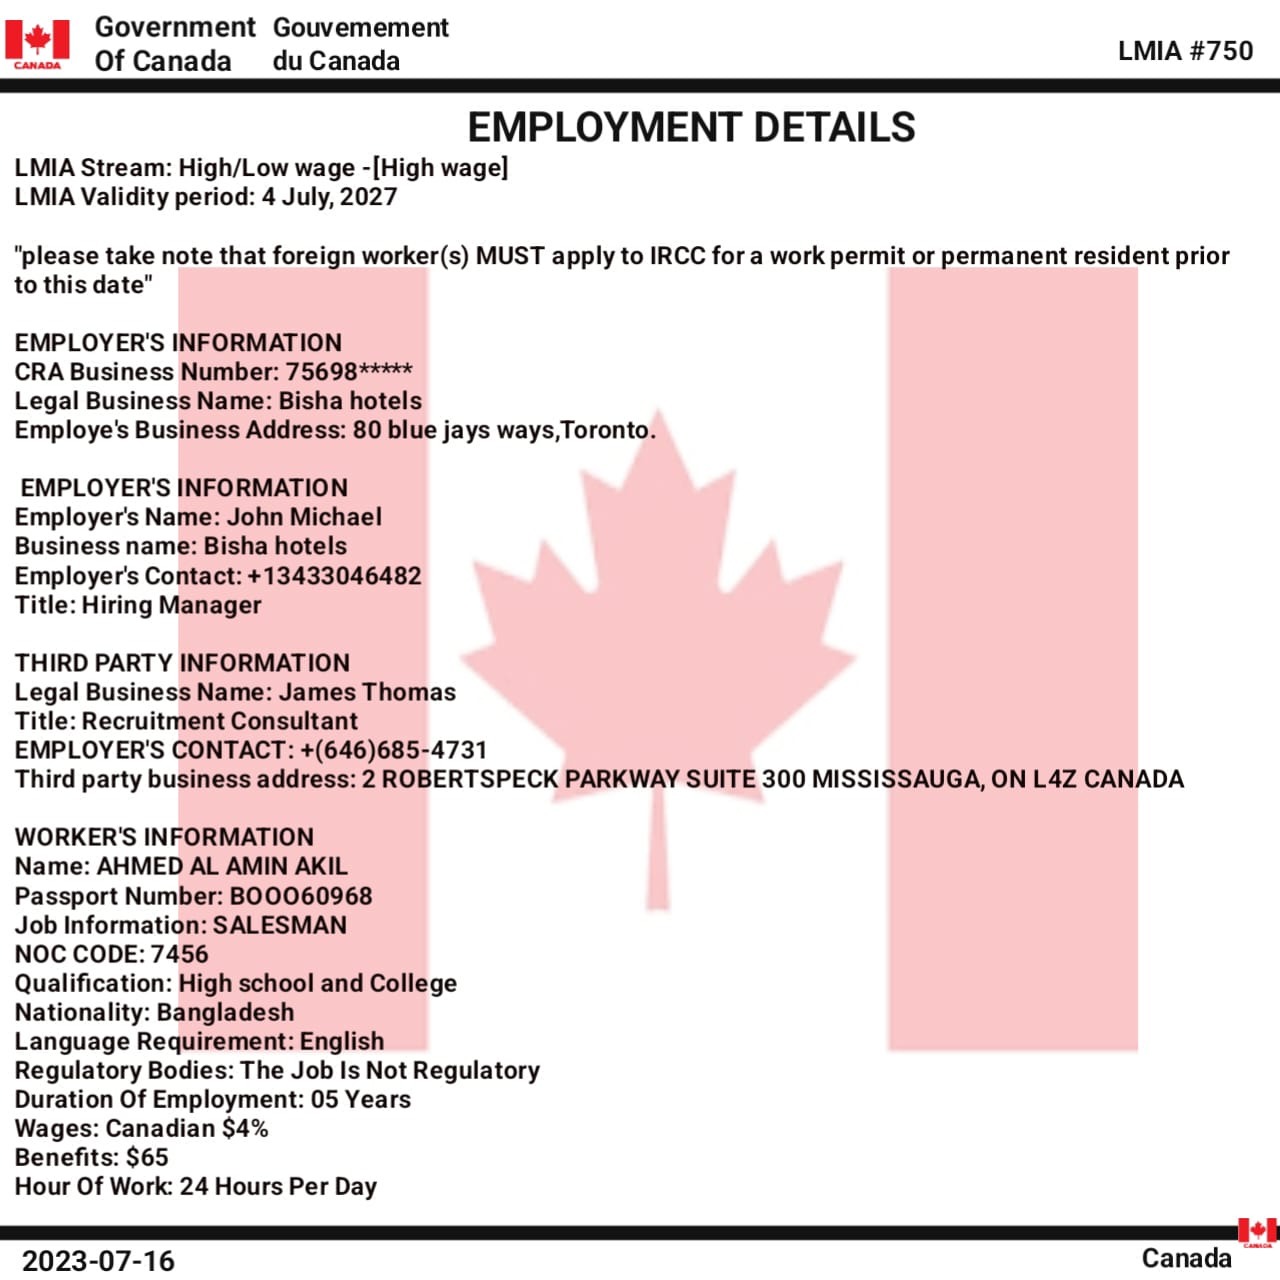 CANADA
Government Gouvemement
Of Canada du Canada
LMIA #750
EMPLOYMENT DETAILS
LMIA Stream: High/Low wage -[High wage]
LMIA Validity period: 4 July, 2027
"please take note that foreign worker(s) MUST apply to IRCC for a work permit or permanent resident prior
to this date"
EMPLOYER'S INFORMATION
CRA Business Number: 75698*****
Legal Business Name: Bisha hotels
Employe's Business Address: 80 blue jays ways,Toronto.
EMPLOYER'S INFORMATION
Employer's Name: John Michael
Business name: Bisha hotels
Employer's Contact: +13433046482
Title: Hiring Manager
THIRD PARTY INFORMATION
Legal Business Name: James Thomas
Title: Recruitment Consultant
EMPLOYER'S CONTACT: +(646)685-4731
Third party business address: 2 ROBERTSPECK PARKWAY SUITE 300 MISSISSAUGA, ON L4Z CANADA
WORKER'S INFORMATION
Name: AHMED AL AMIN AKIL
Passport Number: BOOO60968
Job Information: SALESMAN
NOC CODE: 7456
Qualification: High school and College
Nationality: Bangladesh
Language Requirement: English
Regulatory Bodies: The Job Is Not Regulatory
Duration Of Employment: 05 Years
Wages: Canadian $4%
Benefits: $65
Hour Of Work: 24 Hours Per Day
2023-07-16
Canada
CANADA